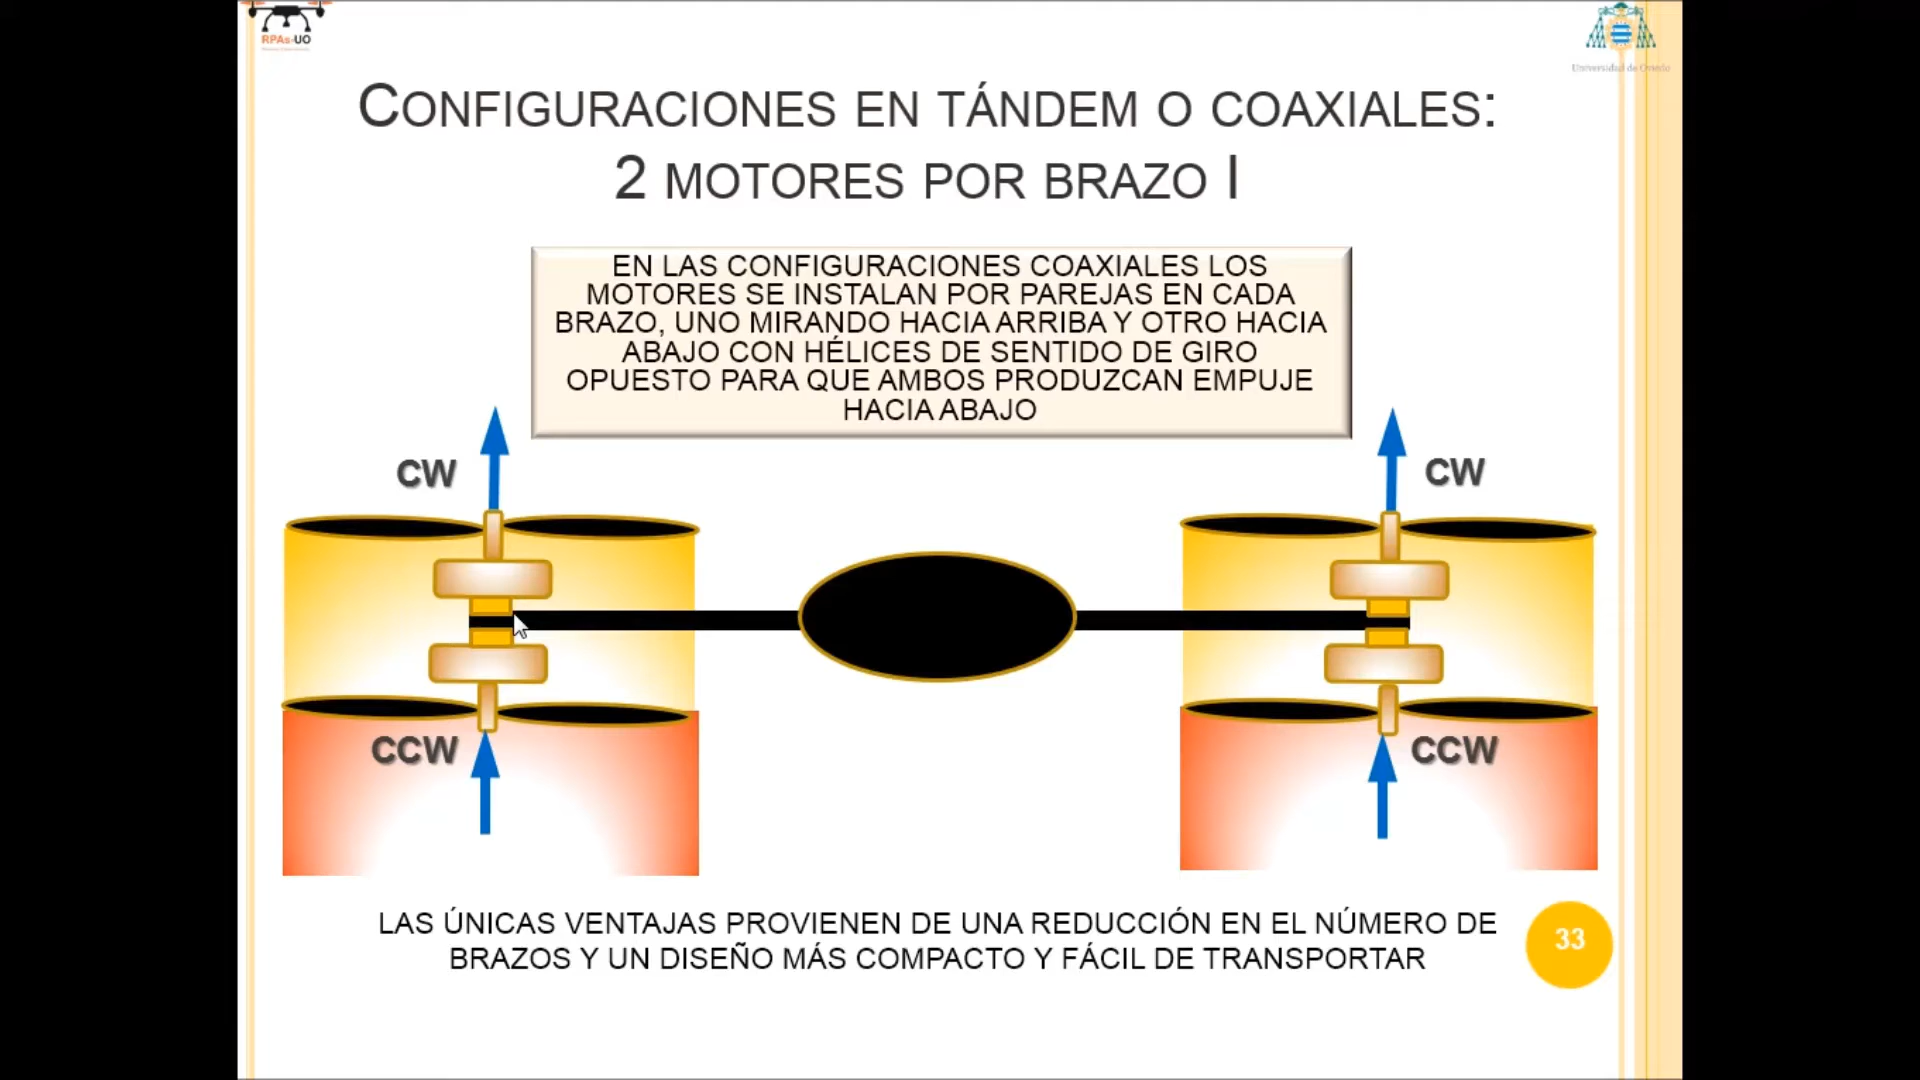 RPAs-UO
Universidad de Oviedo
CONFIGURACIONES EN TÁNDEM O COAXIALES:
2 MOTORES POR BRAZO I
EN LAS CONFIGURACIONES COAXIALES LOS
MOTORES SE INSTALAN POR PAREJAS EN CADA
BRAZO, UNO MIRANDO HACIA ARRIBA Y OTRO HACIA
ABAJO CON HÉLICES DE SENTIDO DE GIRO
OPUESTO PARA QUE AMBOS PRODUZCAN EMPUJE
HACIA ABAJO
CW
CW
CCW
CCW
LAS ÚNICAS VENTAJAS PROVIENEN DE UNA REDUCCIÓN EN EL NÚMERO DE
BRAZOS Y UN DISEÑO MÁS COMPACTO Y FÁCIL DE TRANSPORTAR
33